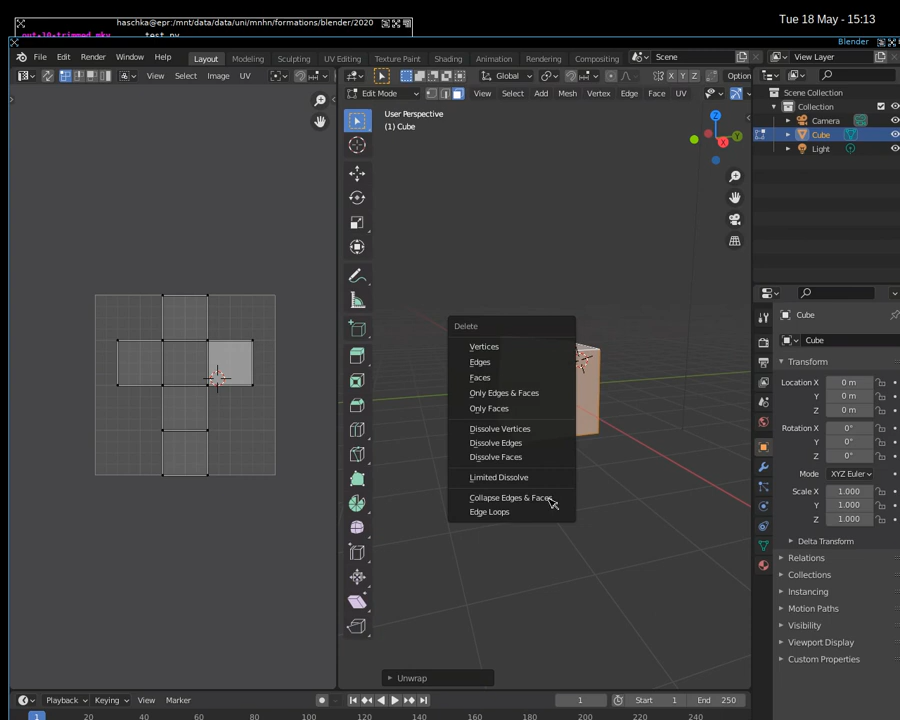 haschka@epr:/mnt/data/data/uni/mnhn/formations/blender/2020
Tue 18 May - 15:13
out-10-trimmed.mkv test.py
Blender
File Edit Render Window Help Layout Modeling Sculpting UV Editing Texture Paint Shading Animation Rendering Compositing Scene View Layer
View Select Image UV Global X Y Z Option
Edit Mode View Select Add Mesh Vertex Edge Face UV
User Perspective
(1) Cube
Z
Y
X
Scene Collection
Collection
Camera
Cube
Light
Delete
Vertices
Edges
Faces
Only Edges & Faces
Only Faces
Dissolve Vertices
Dissolve Edges
Dissolve Faces
Limited Dissolve
Collapse Edges & Faces
Edge Loops
Unwrap
Cube
Cube
Transform
Location X 0 m
Y 0 m
Z 0 m
Rotation X 0°
Y 0°
Z 0°
Mode XYZ Euler
Scale X 1.000
Y 1.000
Z 1.000
Delta Transform
Relations
Collections
Instancing
Motion Paths
Visibility
Viewport Display
Custom Properties
Playback Keying View Marker 1 Start 1 End 250
1 20 40 60 80 100 120 140 160 180 200 220 240